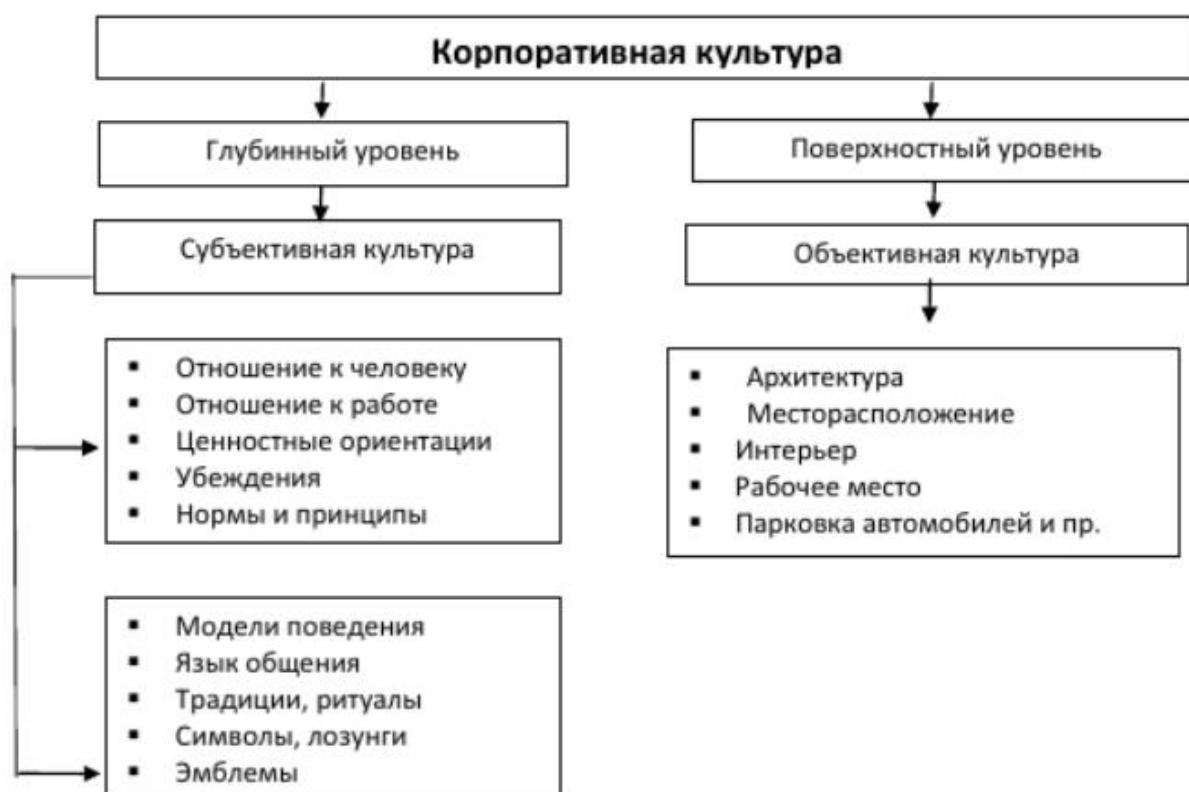 Корпоративная культура
Глубинный уровень
Поверхностный уровень
Субъективная культура
Объективная культура
▪ Отношение к человеку
▪ Отношение к работе
▪ Ценностные ориентации
▪ Убеждения
▪ Нормы и принципы
▪ Архитектура
▪ Месторасположение
▪ Интерьер
▪ Рабочее место
▪ Парковка автомобилей и пр.
▪ Модели поведения
▪ Язык общения
▪ Традиции, ритуалы
▪ Символы, лозунги
▪ Эмблемы